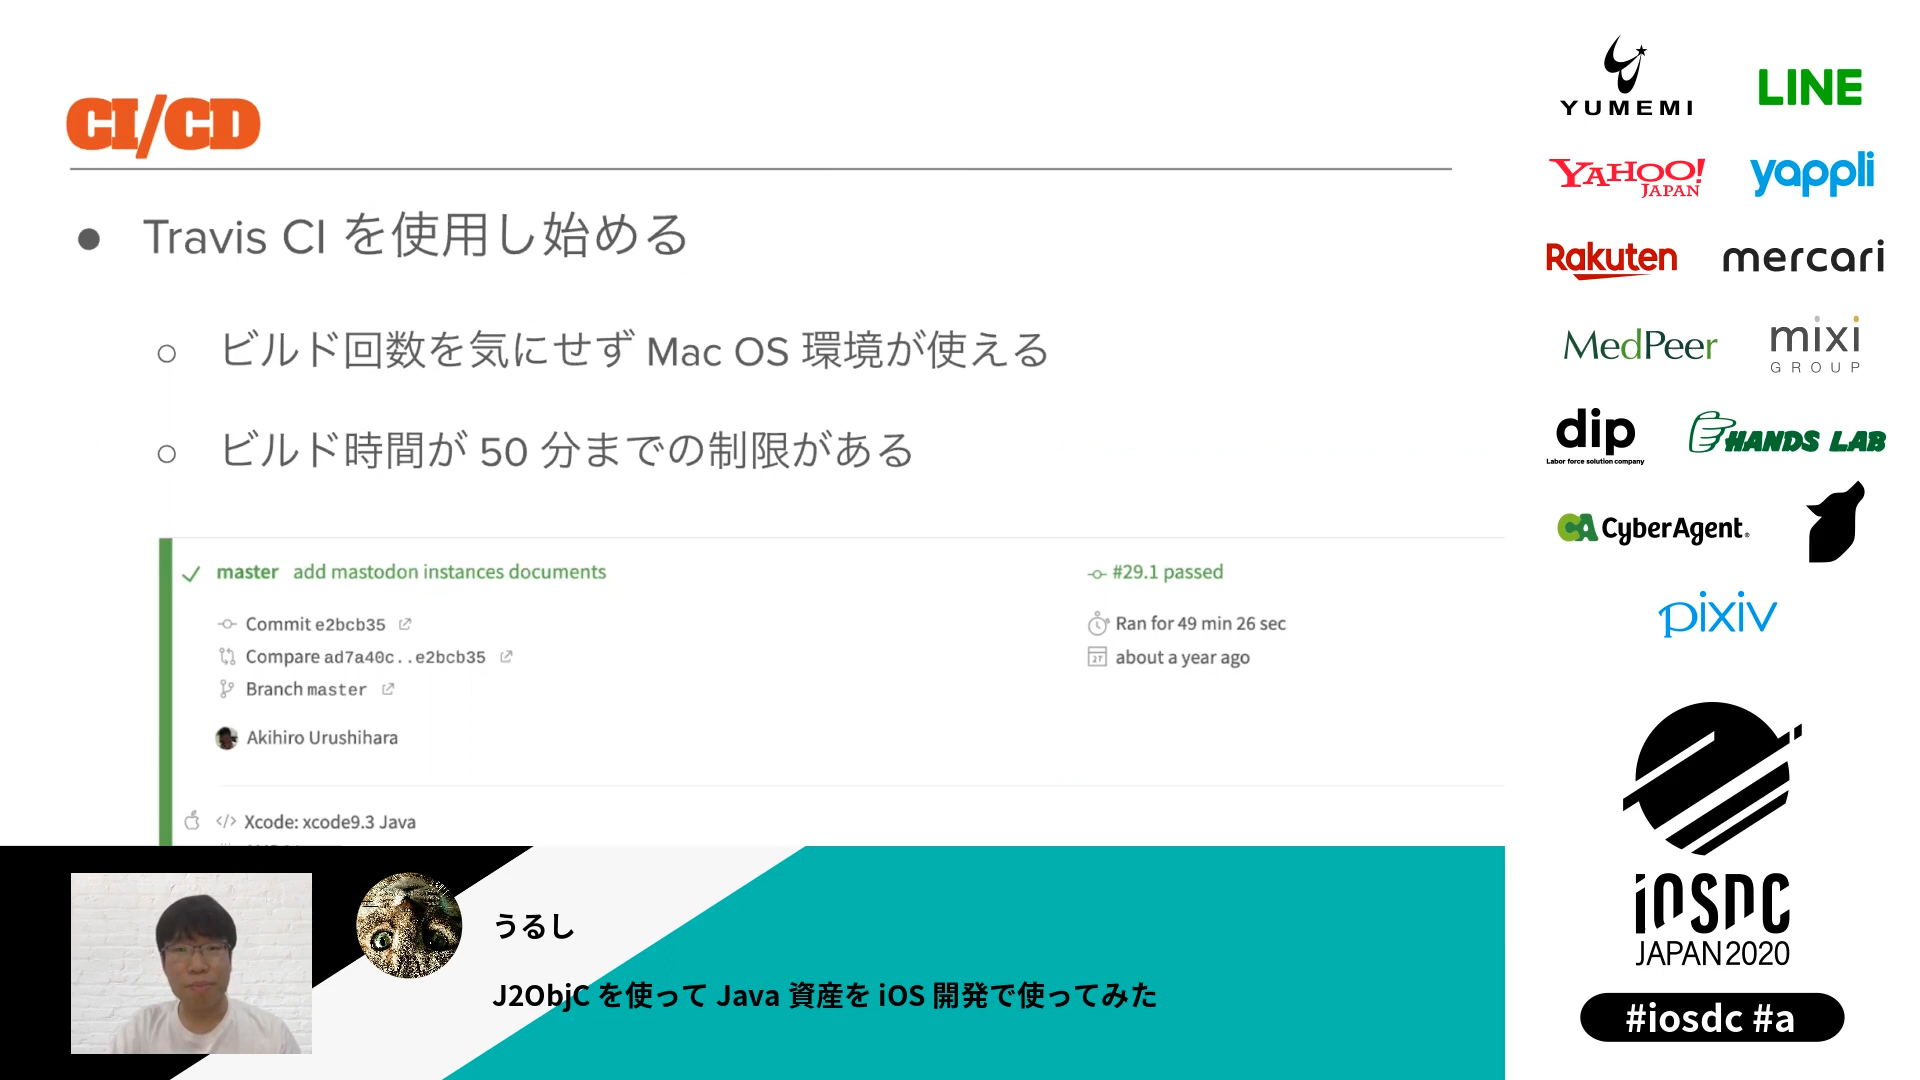 CI/CD
● Travis CI を使用し始める
○ ビルド回数を気にせず Mac OS 環境が使える
○ ビルド時間が 50 分までの制限がある
master add mastodon instances documents
#29.1 passed
Commit e2bcb35
Ran for 49 min 26 sec
Compare ad7a40c..e2bcb35
about a year ago
Branch master
Akihiro Urushihara
</> Xcode: xcode9.3 Java
うるし
J2ObjC を使って Java 資産を iOS 開発で使ってみた
YUMEMI
LINE
YAHOO!
JAPAN
yappli
Rakuten
mercari
MedPeer
mixi
GROUP
dip
Labor force solution company
HANDS LAB
CA CyberAgent.
pixiv
iOSDC
JAPAN 2020
#iosdc #a